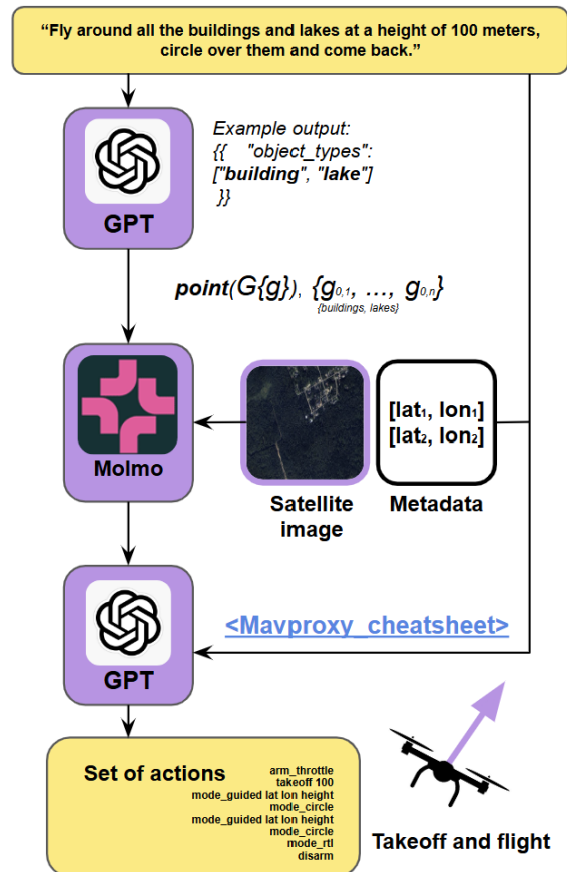 “Fly around all the buildings and lakes at a height of 100 meters,
circle over them and come back.”
GPT
Example output:
{{ "object_types":
["building", "lake"]
}}
point(G{g}), {g0,1, ..., g0,n}
{buildings, lakes}
Molmo
Satellite
image
[lat1, lon1]
[lat2, lon2]
Metadata
<Mavproxy_cheatsheet>
GPT
Set of actions
arm_throttle
takeoff 100
mode_guided lat lon height
mode_circle
mode_guided lat lon height
mode_circle
mode_rtl
disarm
Takeoff and flight